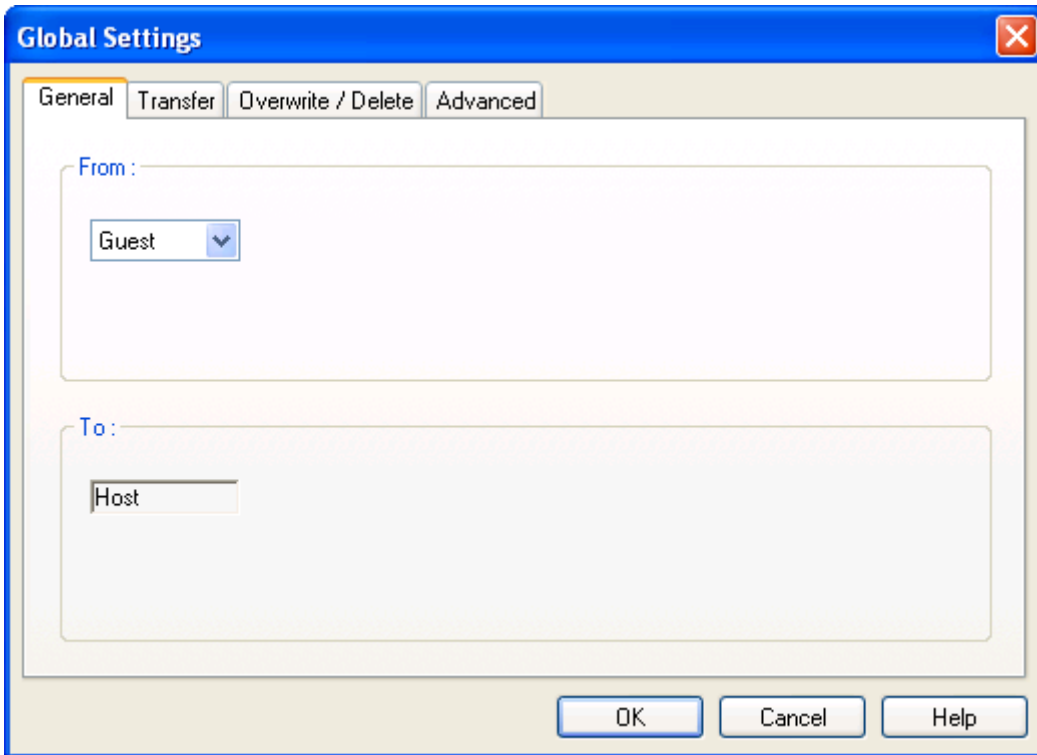 Global Settings
General Transfer Overwrite / Delete Advanced
From :
Guest
To :
Host
OK Cancel Help